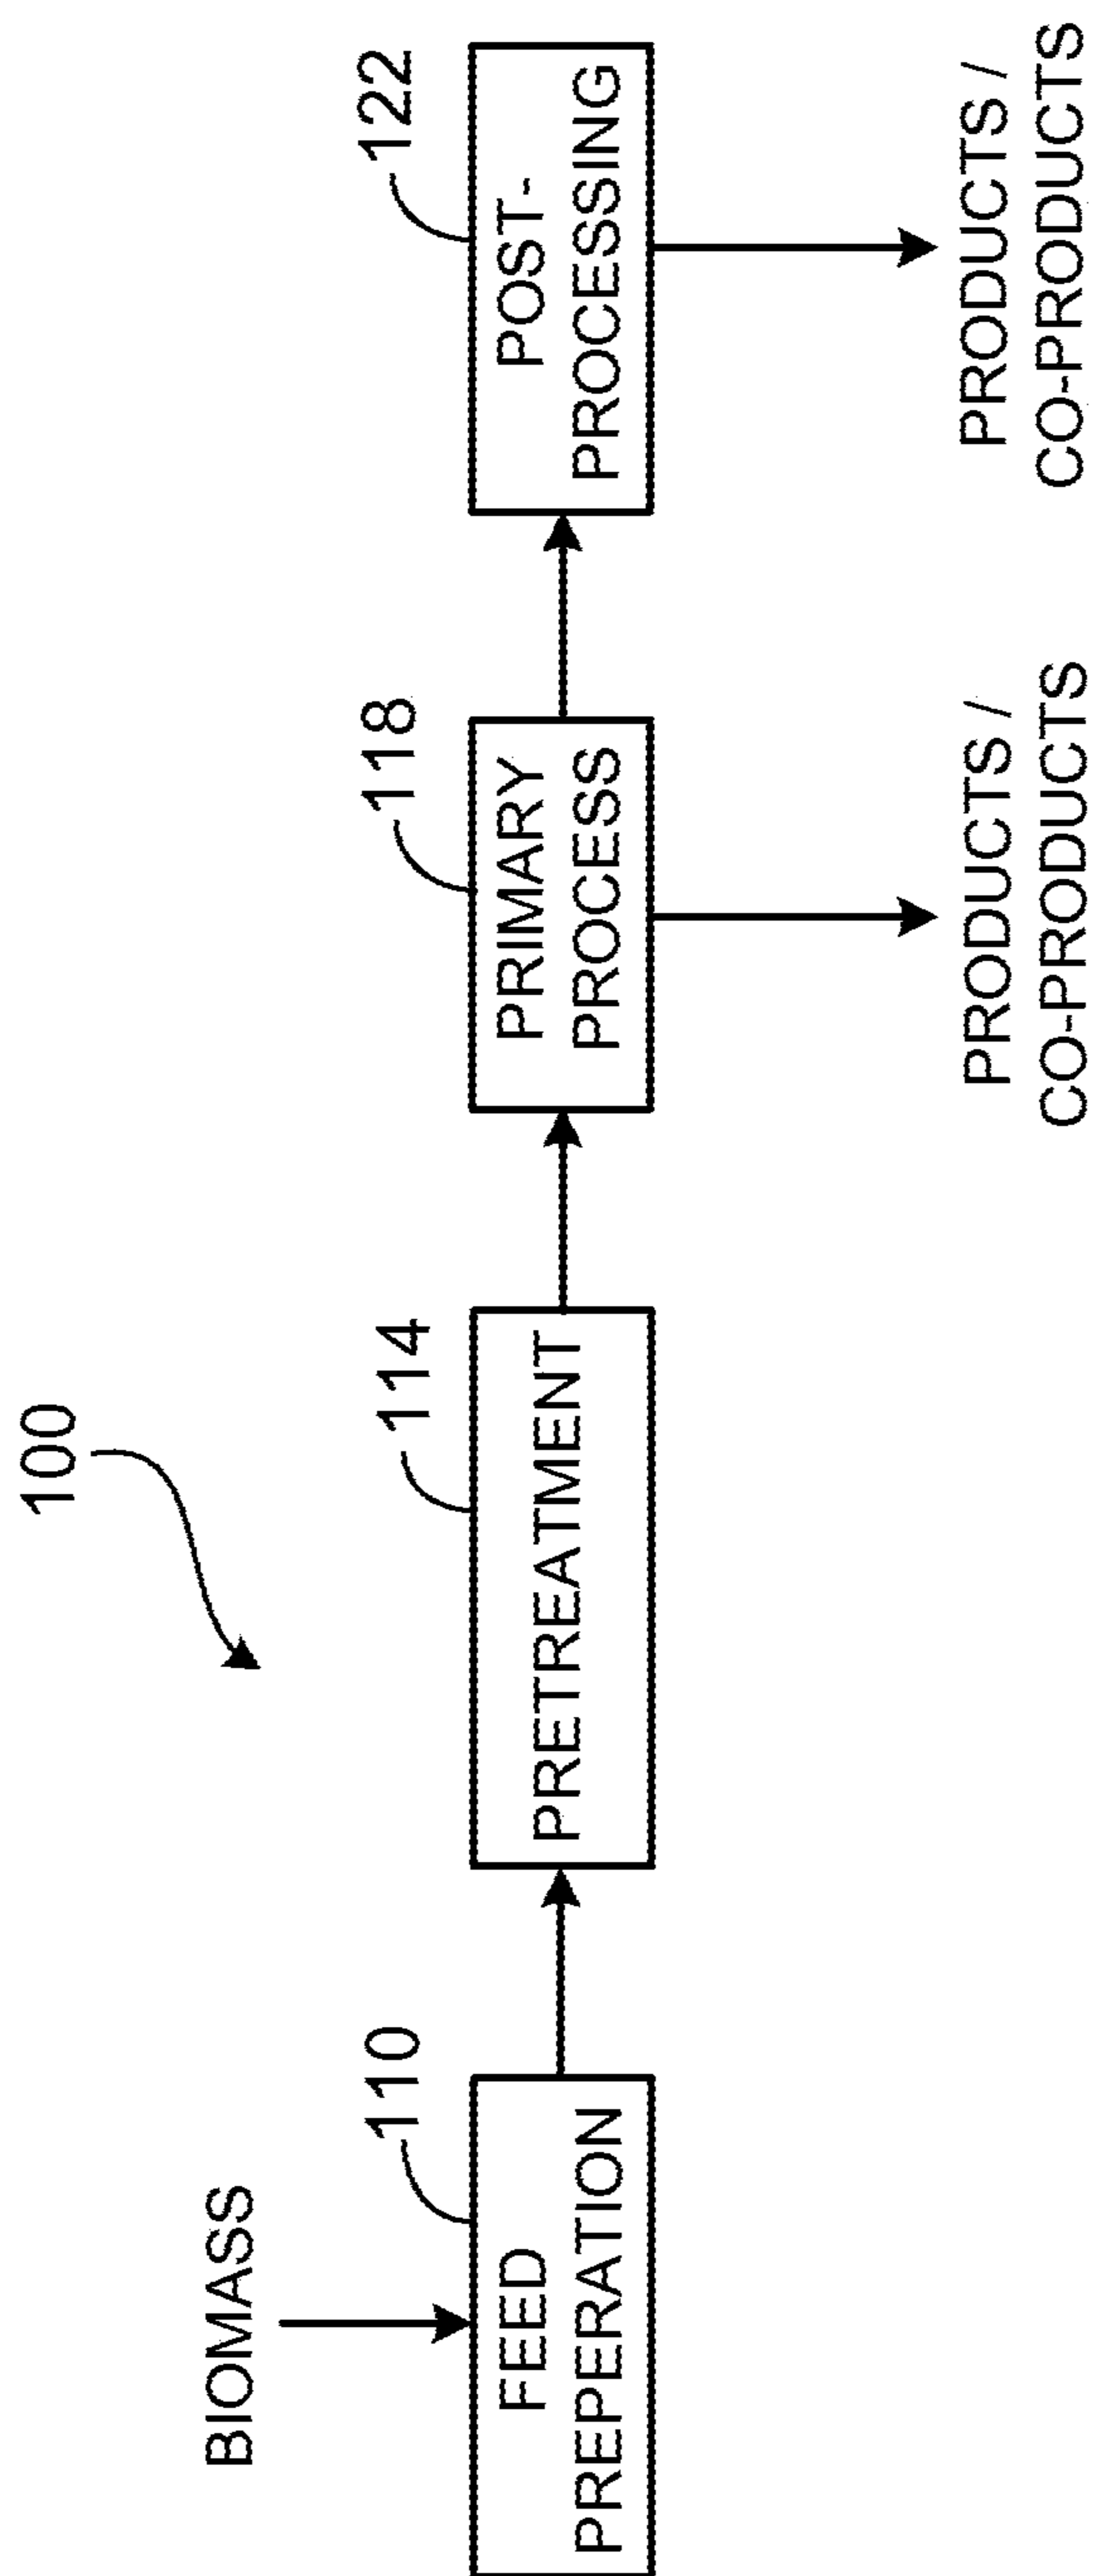 100
BIOMASS
110
FEED
PREPERATION
114
PRETREATMENT
118
PRIMARY
PROCESS
122
POST-
PROCESSING
PRODUCTS /
CO-PRODUCTS
PRODUCTS /
CO-PRODUCTS